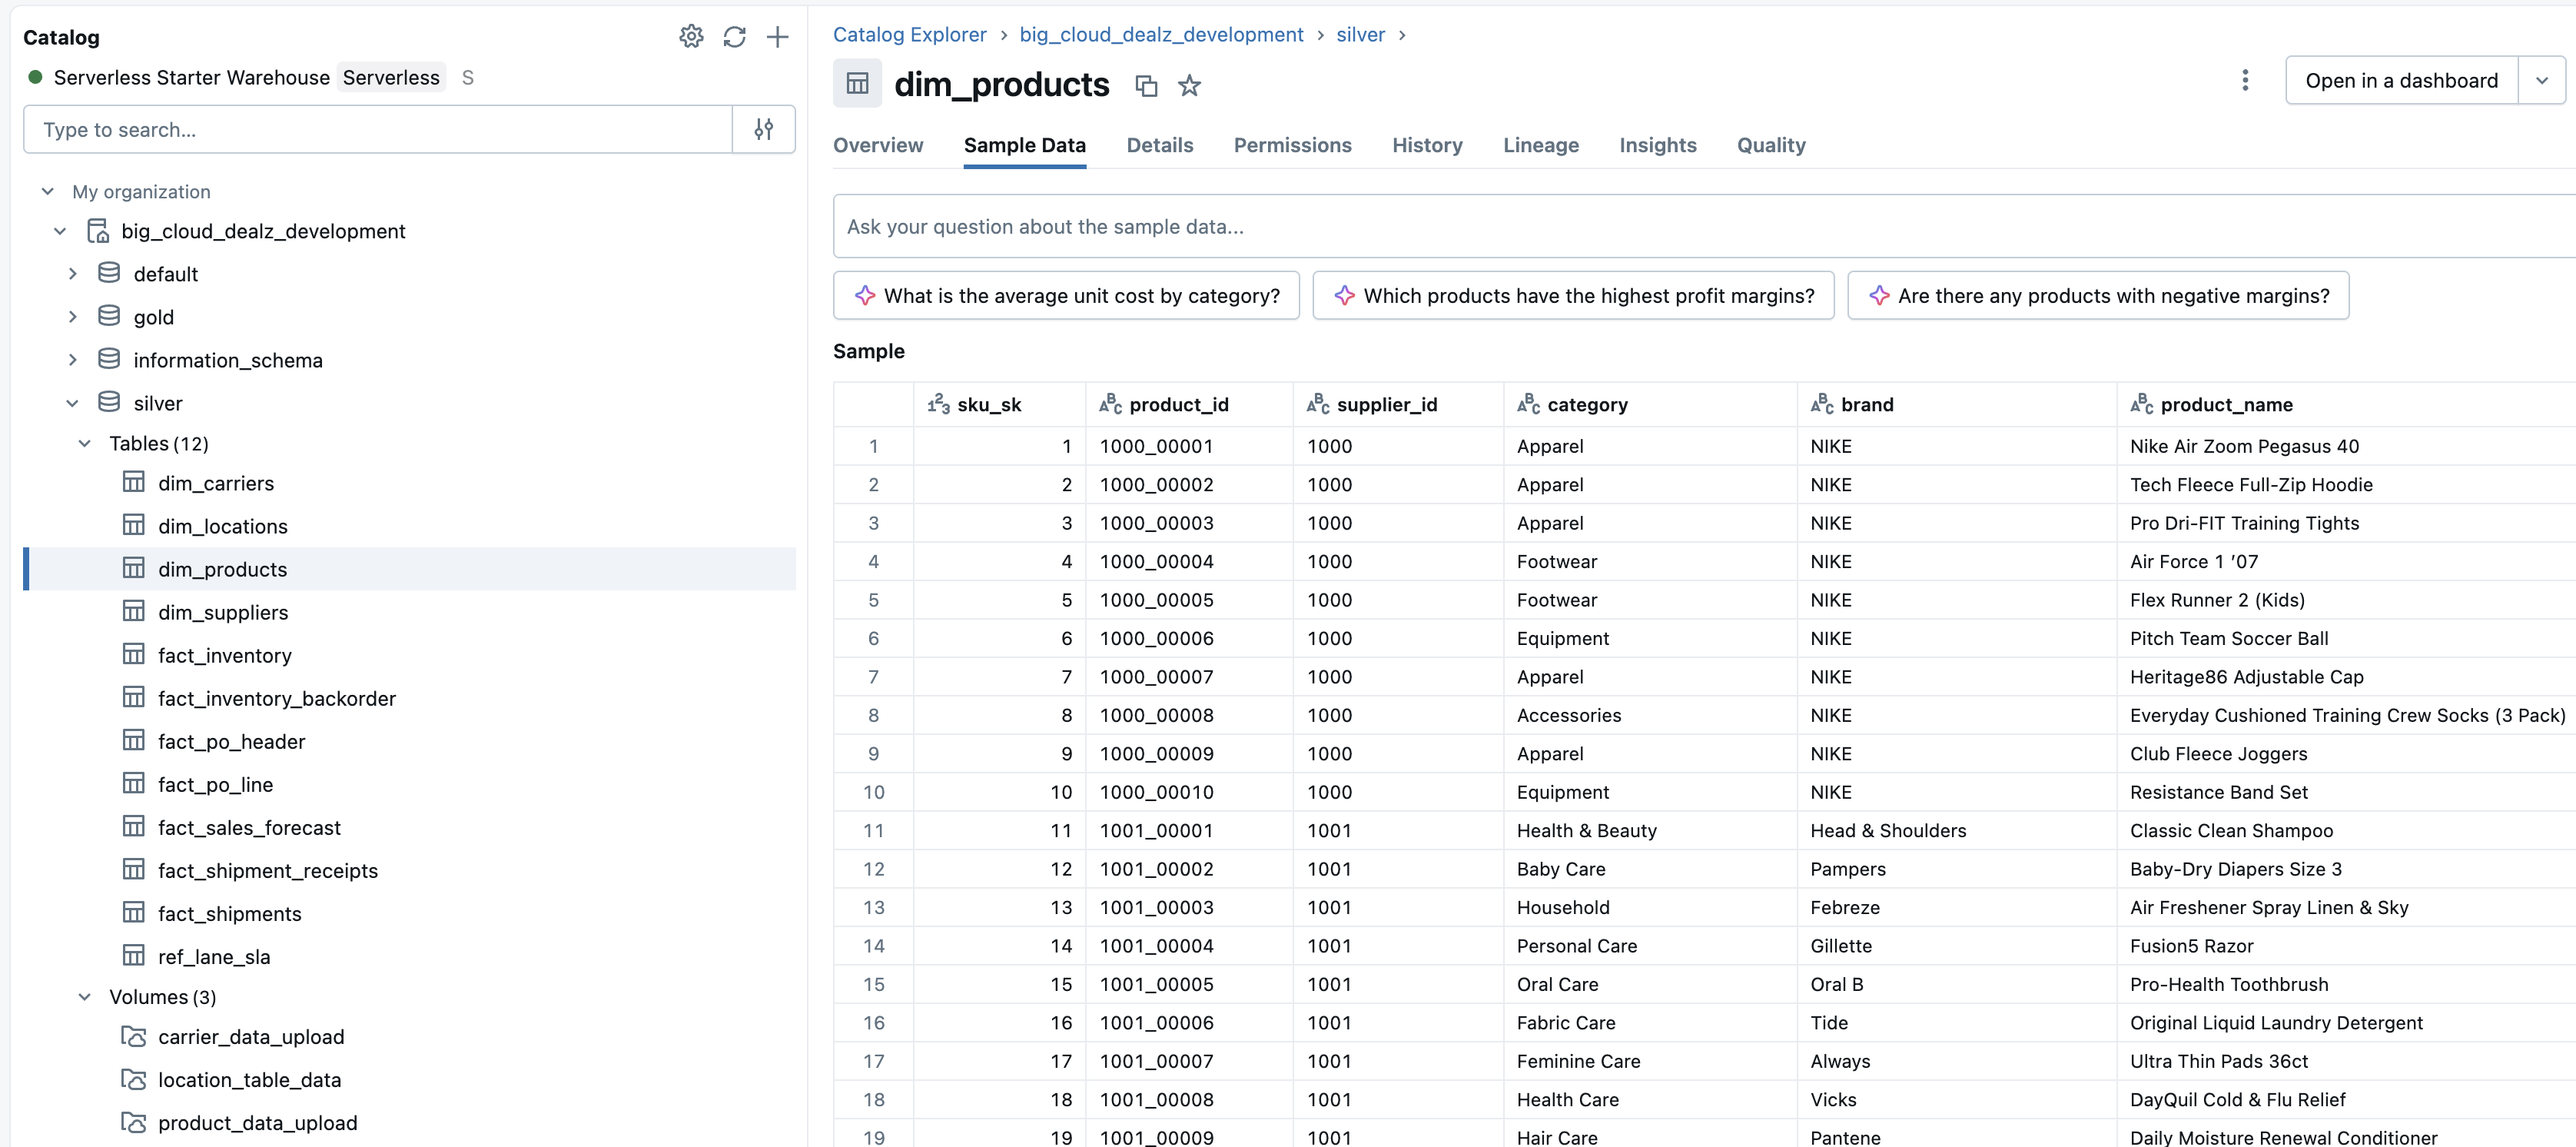 Catalog
Serverless Starter Warehouse Serverless S
Type to search...
My organization
big_cloud_dealz_development
default
gold
information_schema
silver
Tables (12)
dim_carriers
dim_locations
dim_products
dim_suppliers
fact_inventory
fact_inventory_backorder
fact_po_header
fact_po_line
fact_sales_forecast
fact_shipment_receipts
fact_shipments
ref_lane_sla
Volumes (3)
carrier_data_upload
location_table_data
product_data_upload
Catalog Explorer › big_cloud_dealz_development › silver ›
dim_products
Open in a dashboard
Overview Sample Data Details Permissions History Lineage Insights Quality
Ask your question about the sample data...
What is the average unit cost by category? Which products have the highest profit margins? Are there any products with negative margins?
Sample
sku_sk product_id supplier_id category brand product_name
1 1 1000_00001 1000 Apparel NIKE Nike Air Zoom Pegasus 40
2 2 1000_00002 1000 Apparel NIKE Tech Fleece Full-Zip Hoodie
3 3 1000_00003 1000 Apparel NIKE Pro Dri-FIT Training Tights
4 4 1000_00004 1000 Footwear NIKE Air Force 1 ’07
5 5 1000_00005 1000 Footwear NIKE Flex Runner 2 (Kids)
6 6 1000_00006 1000 Equipment NIKE Pitch Team Soccer Ball
7 7 1000_00007 1000 Apparel NIKE Heritage86 Adjustable Cap
8 8 1000_00008 1000 Accessories NIKE Everyday Cushioned Training Crew Socks (3 Pack)
9 9 1000_00009 1000 Apparel NIKE Club Fleece Joggers
10 10 1000_00010 1000 Equipment NIKE Resistance Band Set
11 11 1001_00001 1001 Health & Beauty Head & Shoulders Classic Clean Shampoo
12 12 1001_00002 1001 Baby Care Pampers Baby-Dry Diapers Size 3
13 13 1001_00003 1001 Household Febreze Air Freshener Spray Linen & Sky
14 14 1001_00004 1001 Personal Care Gillette Fusion5 Razor
15 15 1001_00005 1001 Oral Care Oral B Pro-Health Toothbrush
16 16 1001_00006 1001 Fabric Care Tide Original Liquid Laundry Detergent
17 17 1001_00007 1001 Feminine Care Always Ultra Thin Pads 36ct
18 18 1001_00008 1001 Health Care Vicks DayQuil Cold & Flu Relief
19 19 1001_00009 1001 Hair Care Pantene Daily Moisture Renewal Conditioner